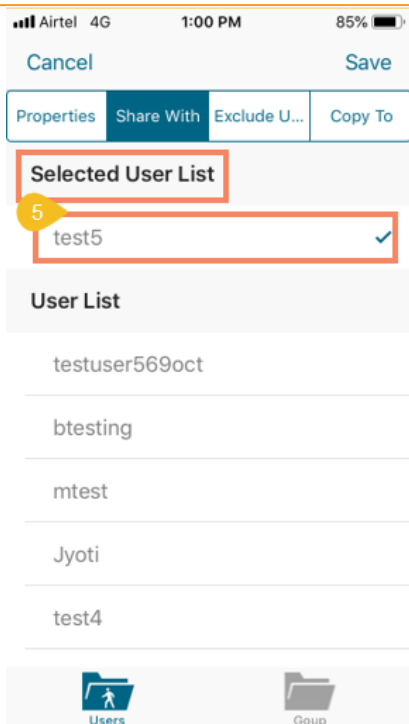 Airtel 4G 1:00 PM 85%
Cancel Save
Properties Share With Exclude U... Copy To
Selected User List
5
test5
User List
testuser569oct
btesting
mtest
Jyoti
test4
Users Goup